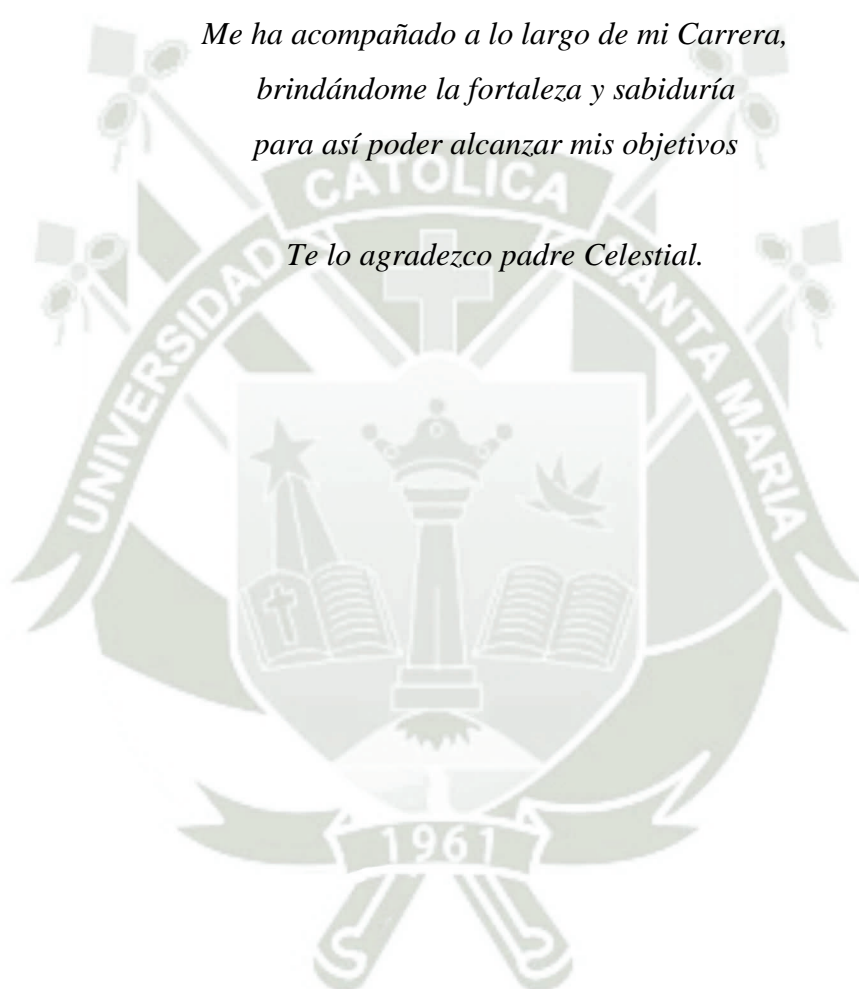 Me ha acompañado a lo largo de mi Carrera,
brindándome la fortaleza y sabiduría
para así poder alcanzar mis objetivos
Te lo agradezco padre Celestial.
UNIVERSIDAD CATOLICA SANTA MARIA
1961